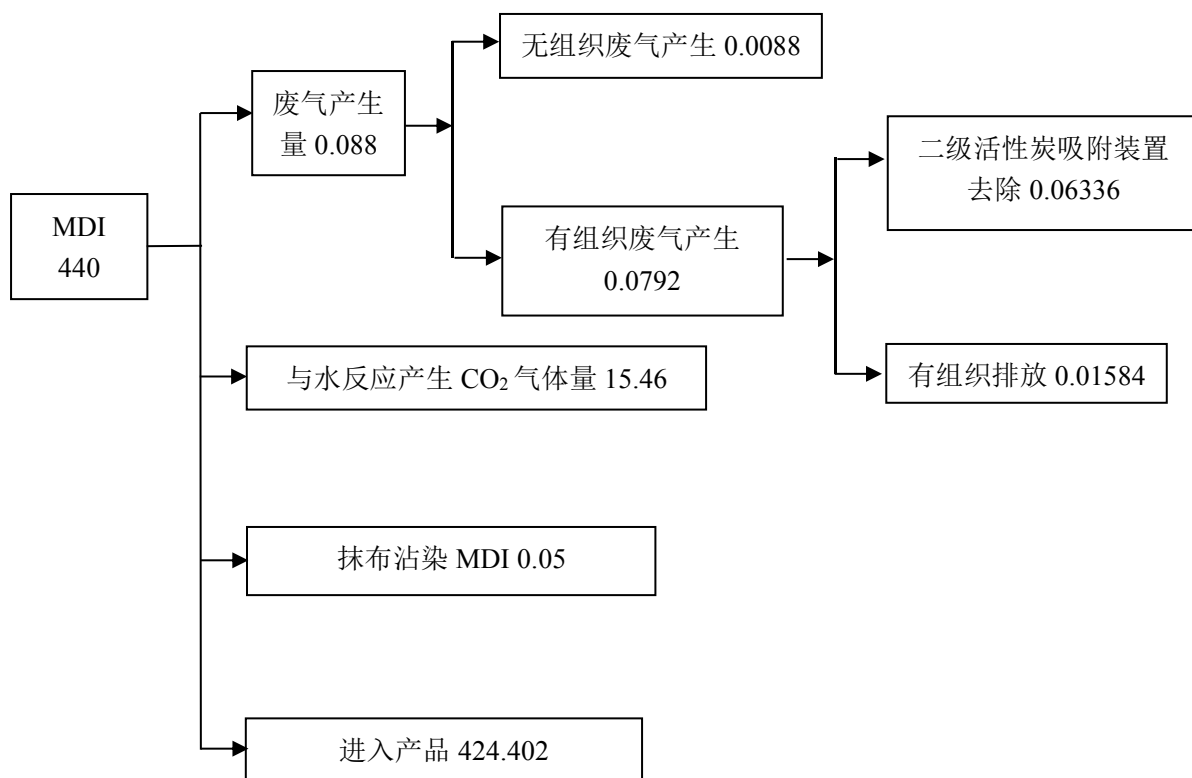 MDI
440
废气产生
量 0.088
无组织废气产生 0.0088
有组织废气产生
0.0792
二级活性炭吸附装置
去除 0.06336
有组织排放 0.01584
与水反应产生 CO₂ 气体量 15.46
抹布沾染 MDI 0.05
进入产品 424.402